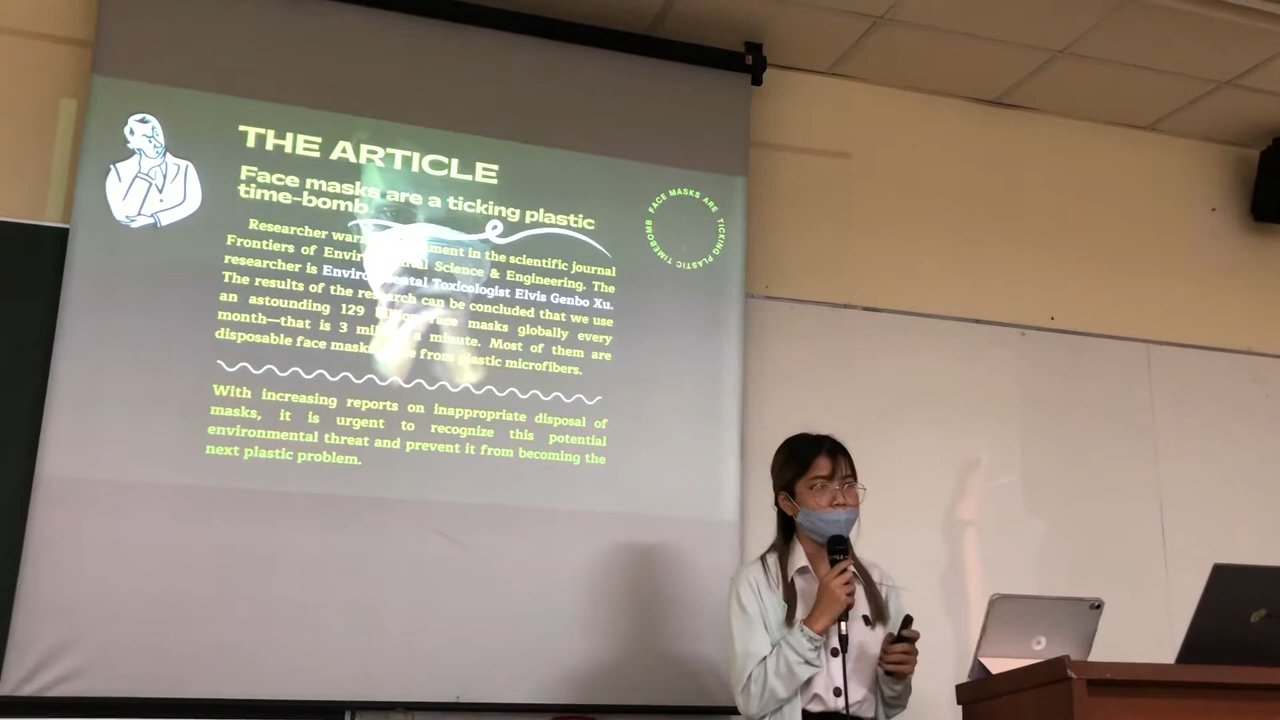 THE ARTICLE
Face masks are a ticking plastic
time-bomb
FACE MASKS ARE TICKING PLASTIC TIMEBOMB
Researcher in the scientific journal
Frontiers of Science & Engineering. The
researcher is Toxicologist Elvis Genbo Xu.
The results of the research can be concluded that we use
an astounding 129 face masks globally every
month—that is 3 a minute. Most of them are
disposable face from plastic microfibers.
With increasing reports on inappropriate disposal of
masks, it is urgent to recognize this potential
environmental threat and prevent it from becoming the
next plastic problem.